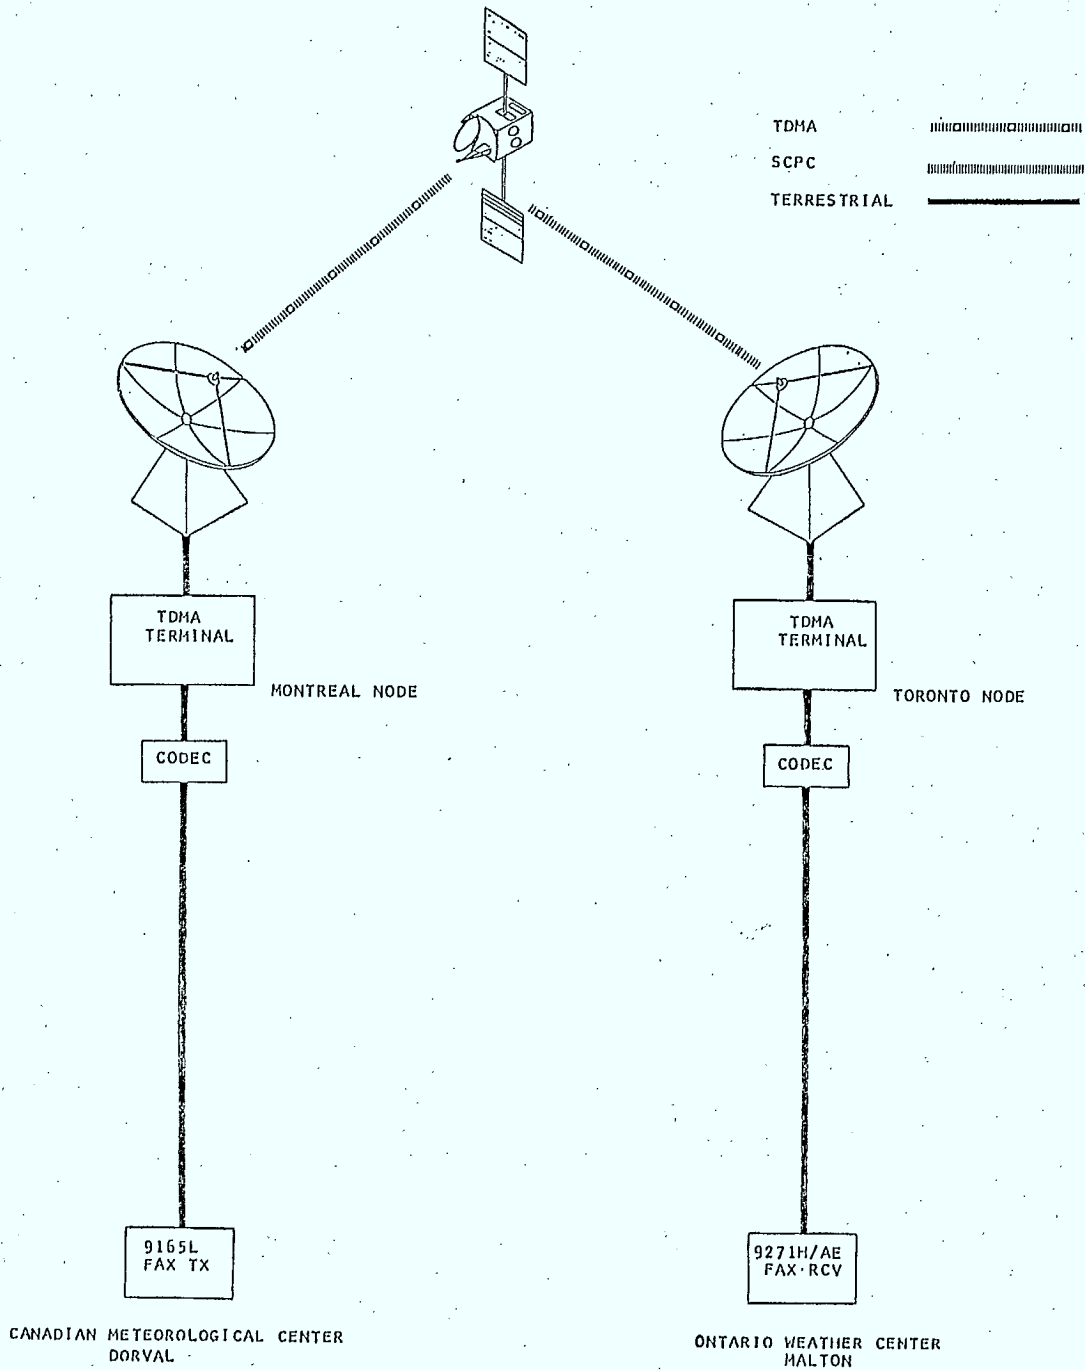 TDMA
SCPC
TERRESTRIAL
TDMA
TERMINAL
MONTREAL NODE
CODEC
9165L
FAX TX
CANADIAN METEOROLOGICAL CENTER
DORVAL
TDMA
TERMINAL
TORONTO NODE
CODEC
9271H/AE
FAX RCV
ONTARIO WEATHER CENTER
MALTON